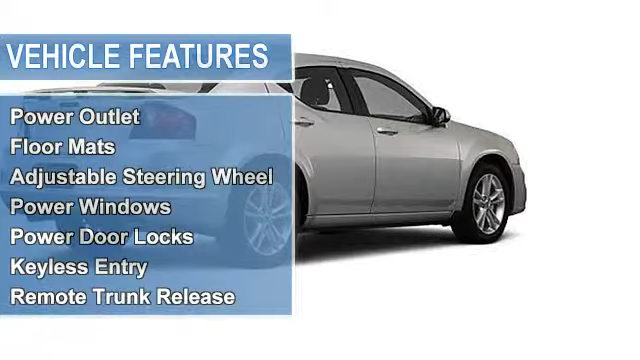 VEHICLE FEATURES
Power Outlet
Floor Mats
Adjustable Steering Wheel
Power Windows
Power Door Locks
Keyless Entry
Remote Trunk Release